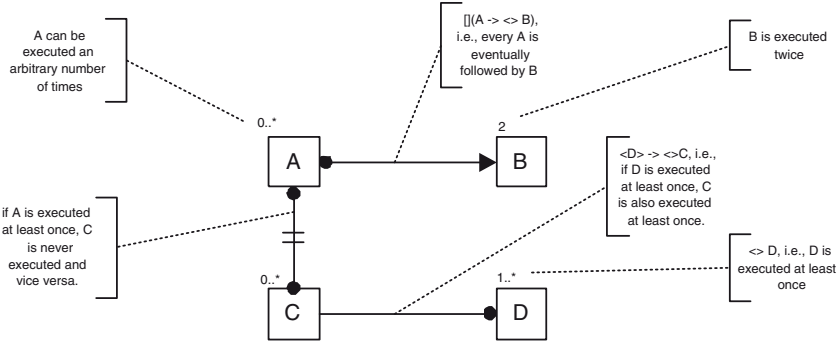 A can be
executed an
arbitrary number
of times
[](A -> <> B),
i.e., every A is
eventually
followed by B
B is executed
twice
0..*
2
A
B
<D> -> <>C, i.e.,
if D is executed
at least once, C
is also executed
at least once.
if A is executed
at least once, C
is never
executed and
vice versa.
<> D, i.e., D is
executed at least
once
0..*
1..*
C
D